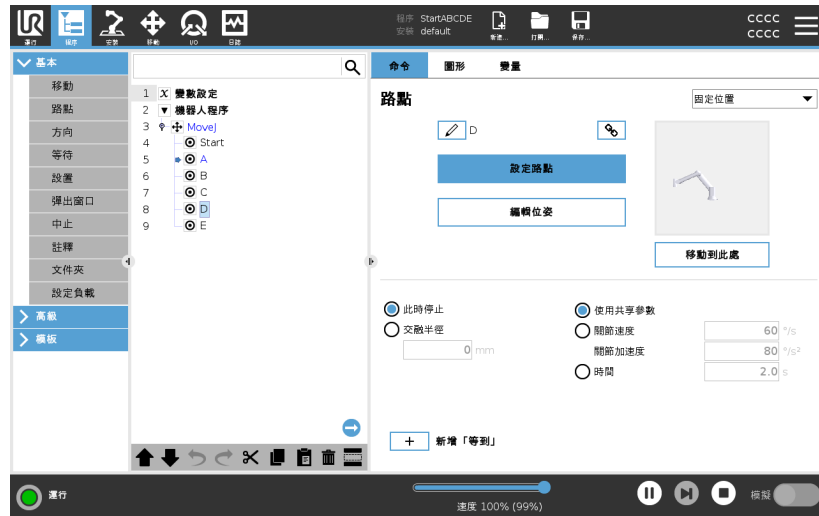 UR
運行 程序 安裝 移動 I/O 日誌
程序 StartABCDE
安裝 default
新建... 打開... 保存...
cccc
cccc
基本
移動
路點
方向
等待
設置
彈出窗口
中止
註釋
文件夾
設定負載
高級
模板
1 X 變數設定
2 ▼ 機器人程序
3 MoveJ
4 Start
5 A
6 B
7 C
8 D
9 E
命令 圖形 變量
路點
固定位置
D
設定路點
編輯位姿
移動到此處
此時停止
交融半徑
0 mm
使用共享參數
關節速度 60 °/s
關節加速度 80 °/s²
時間 2.0 s
+ 新增「等到」
運行
速度 100% (99%)
模擬